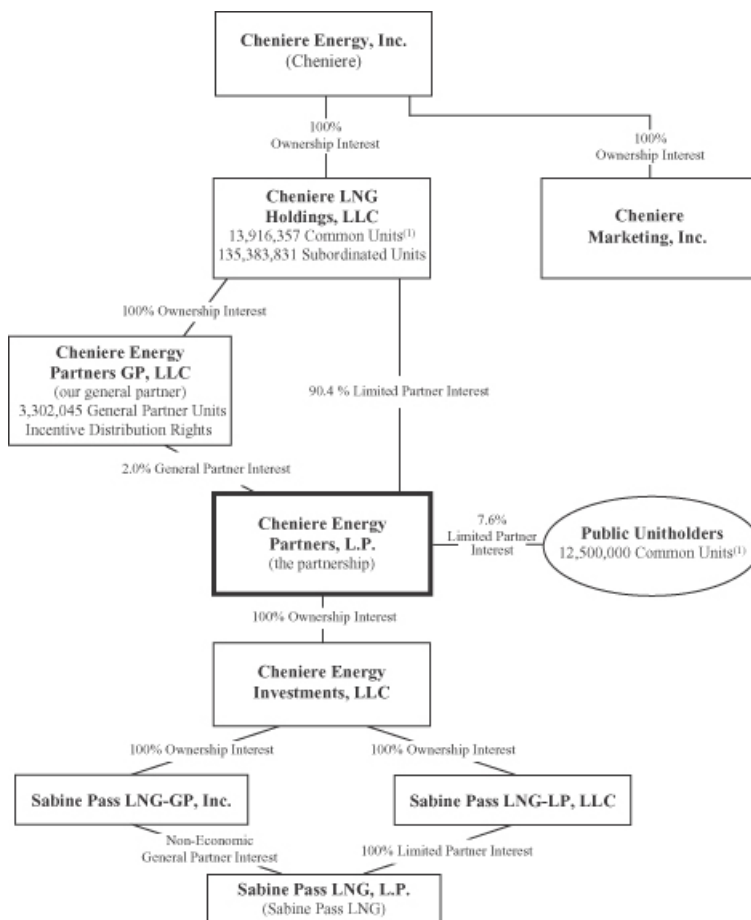 Cheniere Energy, Inc.
(Cheniere)
100%
Ownership Interest
100%
Ownership Interest
Cheniere LNG
Holdings, LLC
13,916,357 Common Units(1)
135,383,831 Subordinated Units
Cheniere
Marketing, Inc.
100% Ownership Interest
Cheniere Energy
Partners GP, LLC
(our general partner)
3,302,045 General Partner Units
Incentive Distribution Rights
90.4 % Limited Partner Interest
2.0% General Partner Interest
Cheniere Energy
Partners, L.P.
(the partnership)
7.6%
Limited Partner
Interest
Public Unitholders
12,500,000 Common Units(1)
100% Ownership Interest
Cheniere Energy
Investments, LLC
100% Ownership Interest
100% Ownership Interest
Sabine Pass LNG-GP, Inc.
Sabine Pass LNG-LP, LLC
Non-Economic
General Partner Interest
100% Limited Partner Interest
Sabine Pass LNG, L.P.
(Sabine Pass LNG)